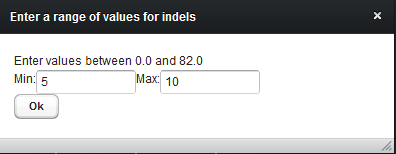 Enter a range of values for indels ×
Enter values between 0.0 and 82.0
Min: 5 Max: 10
Ok